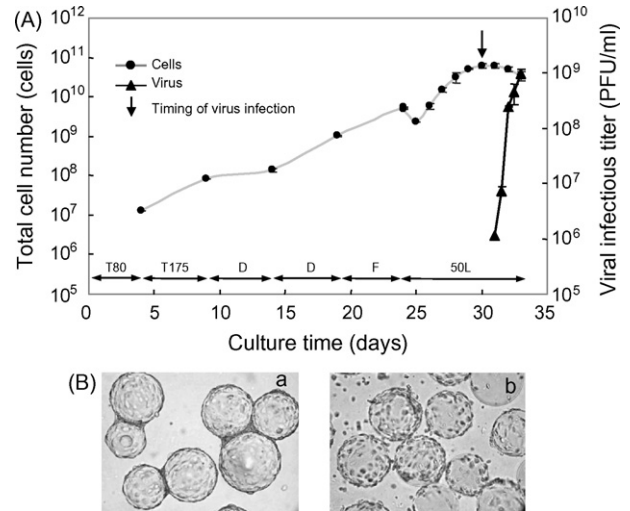 (A)
Total cell number (cells)
10^12
10^11
10^10
10^9
10^8
10^7
10^6
10^5
Cells
Virus
Timing of virus infection
10^10
10^9
10^8
10^7
10^6
10^5
Viral infectious titer (PFU/ml)
T80 T175 D D F 50L
0 5 10 15 20 25 30 35
Culture time (days)
(B)
a
b